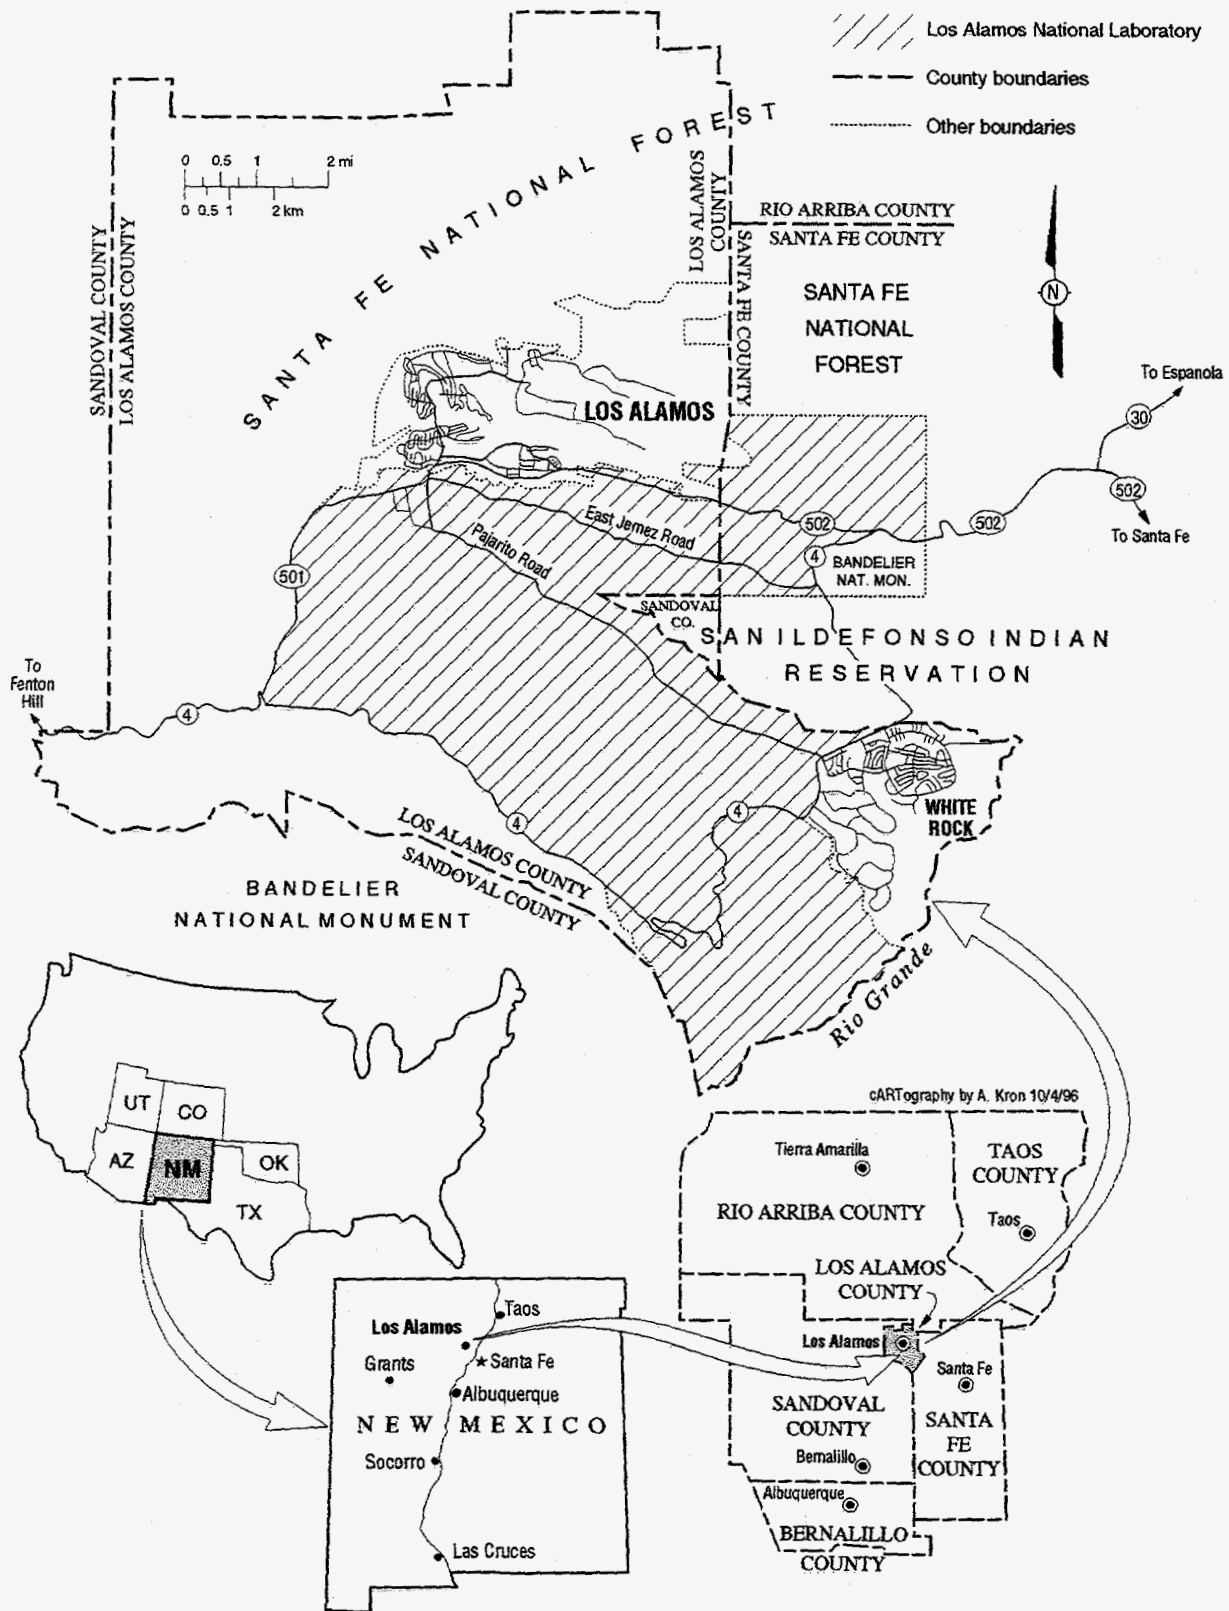 Los Alamos National Laboratory
County boundaries
Other boundaries
0 0.5 1 2 mi
0 0.5 1 2 km
SANTA FE NATIONAL FOREST
SANDOVAL COUNTY
LOS ALAMOS COUNTY
LOS ALAMOS
COUNTY
SANTA FE COUNTY
RIO ARRIBA COUNTY
SANTA FE COUNTY
SANTA FE
NATIONAL
FOREST
N
To Espanola
30
502
To Santa Fe
LOS ALAMOS
East Jemez Road
502
502
Pajarito Road
4
BANDELIER
NAT. MON.
501
SANDOVAL
CO.
SAN ILDEFONSO INDIAN
RESERVATION
To
Fenton
Hill
4
4
4
WHITE
ROCK
LOS ALAMOS COUNTY
SANDOVAL COUNTY
BANDELIER
NATIONAL MONUMENT
Rio Grande
cARTography by A. Kron 10/4/96
UT
CO
AZ
NM
OK
TX
Tierra Amarilla
TAOS
COUNTY
RIO ARRIBA COUNTY
Taos
LOS ALAMOS
COUNTY
Los Alamos
Santa Fe
SANDOVAL
COUNTY
SANTA
FE
COUNTY
Bernalillo
Albuquerque
BERNALILLO
COUNTY
Taos
Los Alamos
Grants
Santa Fe
Albuquerque
NEW MEXICO
Socorro
Las Cruces